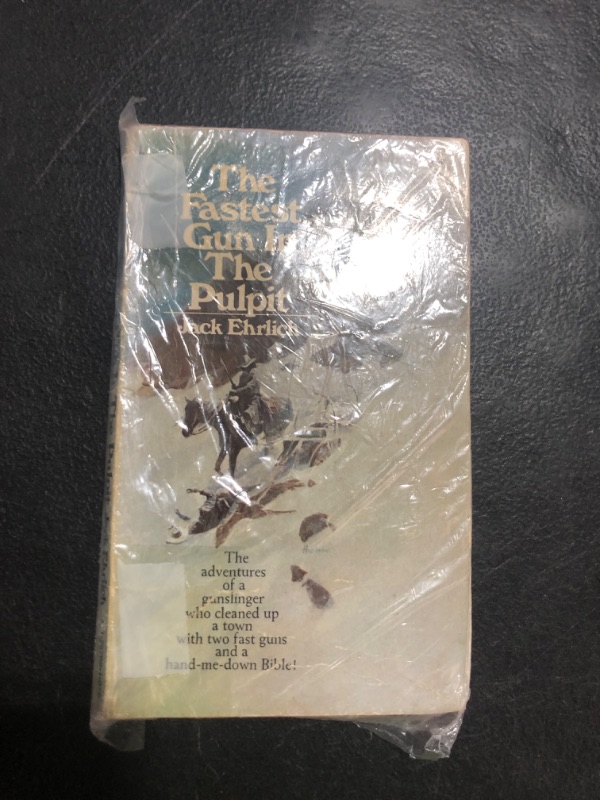 The
Fastest
Gun In
The
Pulpit
Jack Ehrlich
The
adventures
of a
gunslinger
who cleaned up
a town
with two fast guns
and a
hand-me-down Bible!